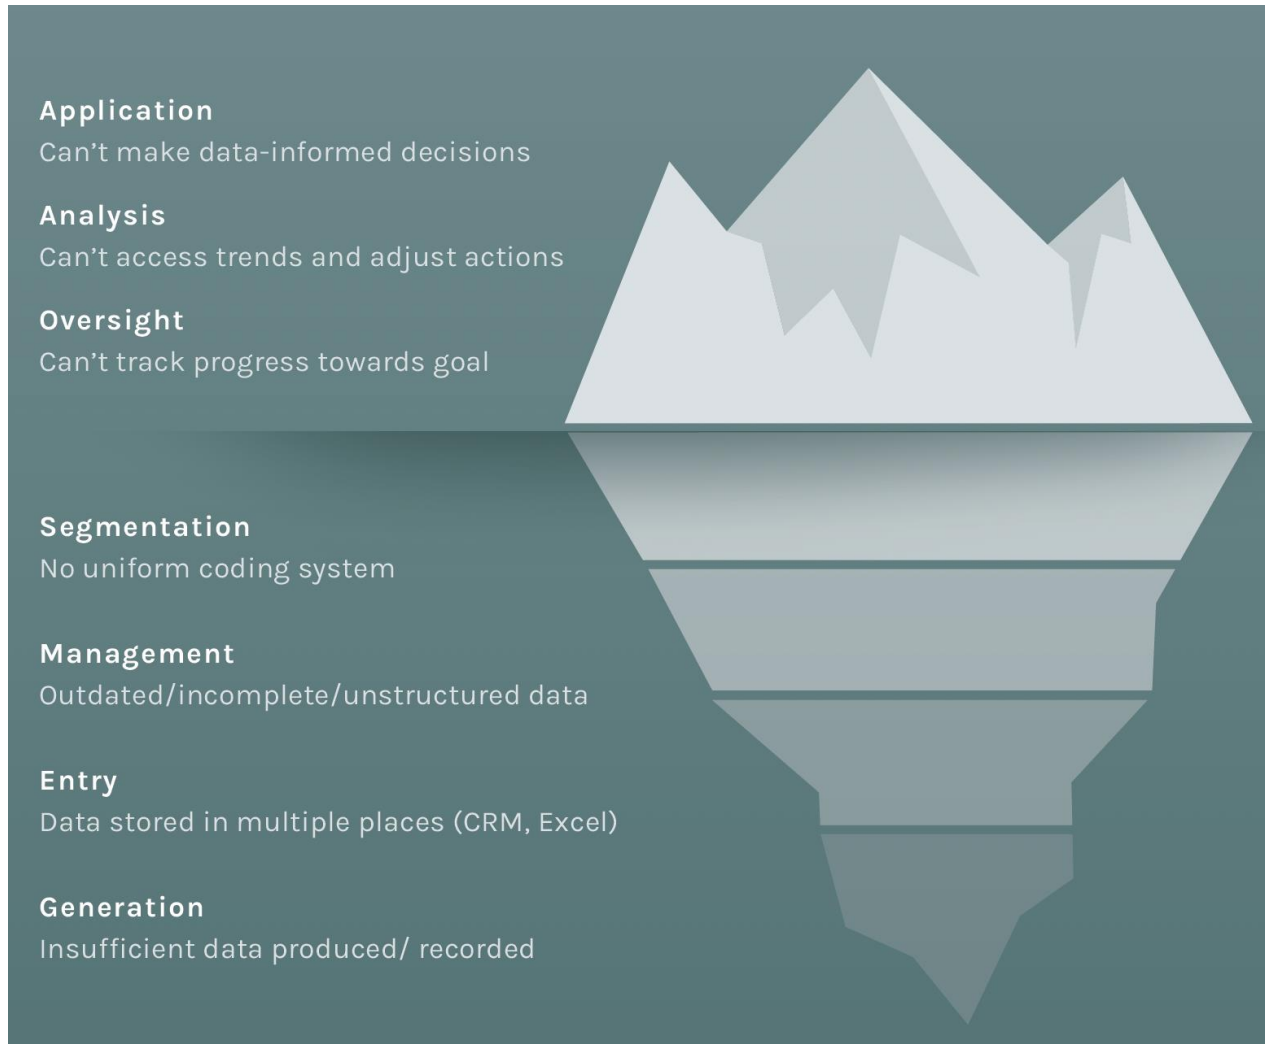 Application
Can't make data-informed decisions
Analysis
Can't access trends and adjust actions
Oversight
Can't track progress towards goal
Segmentation
No uniform coding system
Management
Outdated/incomplete/unstructured data
Entry
Data stored in multiple places (CRM, Excel)
Generation
Insufficient data produced/ recorded